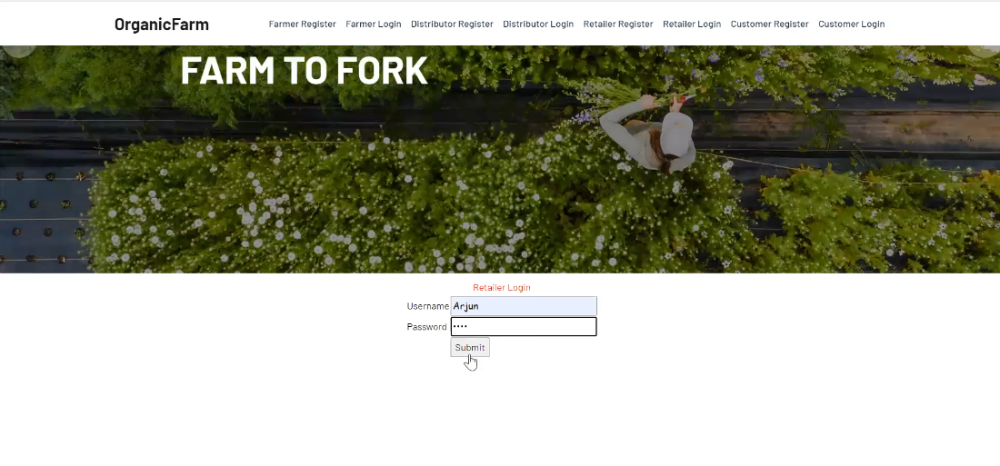 OrganicFarm Farmer Register Farmer Login Distributor Register Distributor Login Retailer Register Retailer Login Customer Register Customer Login
FARM TO FORK
Retailer Login
Username Arjun
Password ••••
Submit